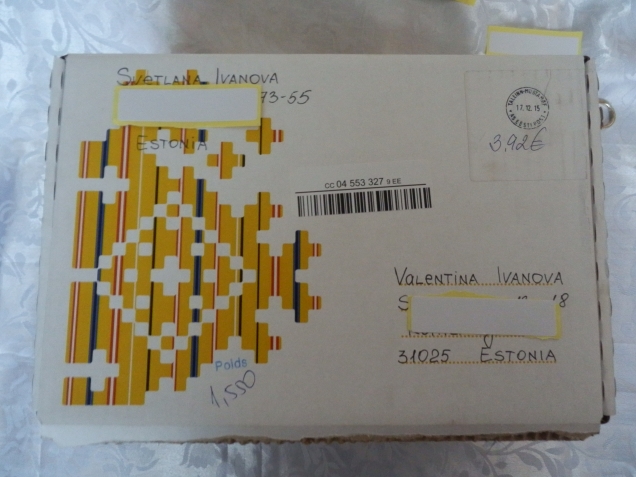 Svetlana Ivanova
73-55
Estonia
17.12.15
3,92€
CC 04 553 327 9 EE
Valentina Ivanova
S 18
31025 Estonia
Polds
1,550